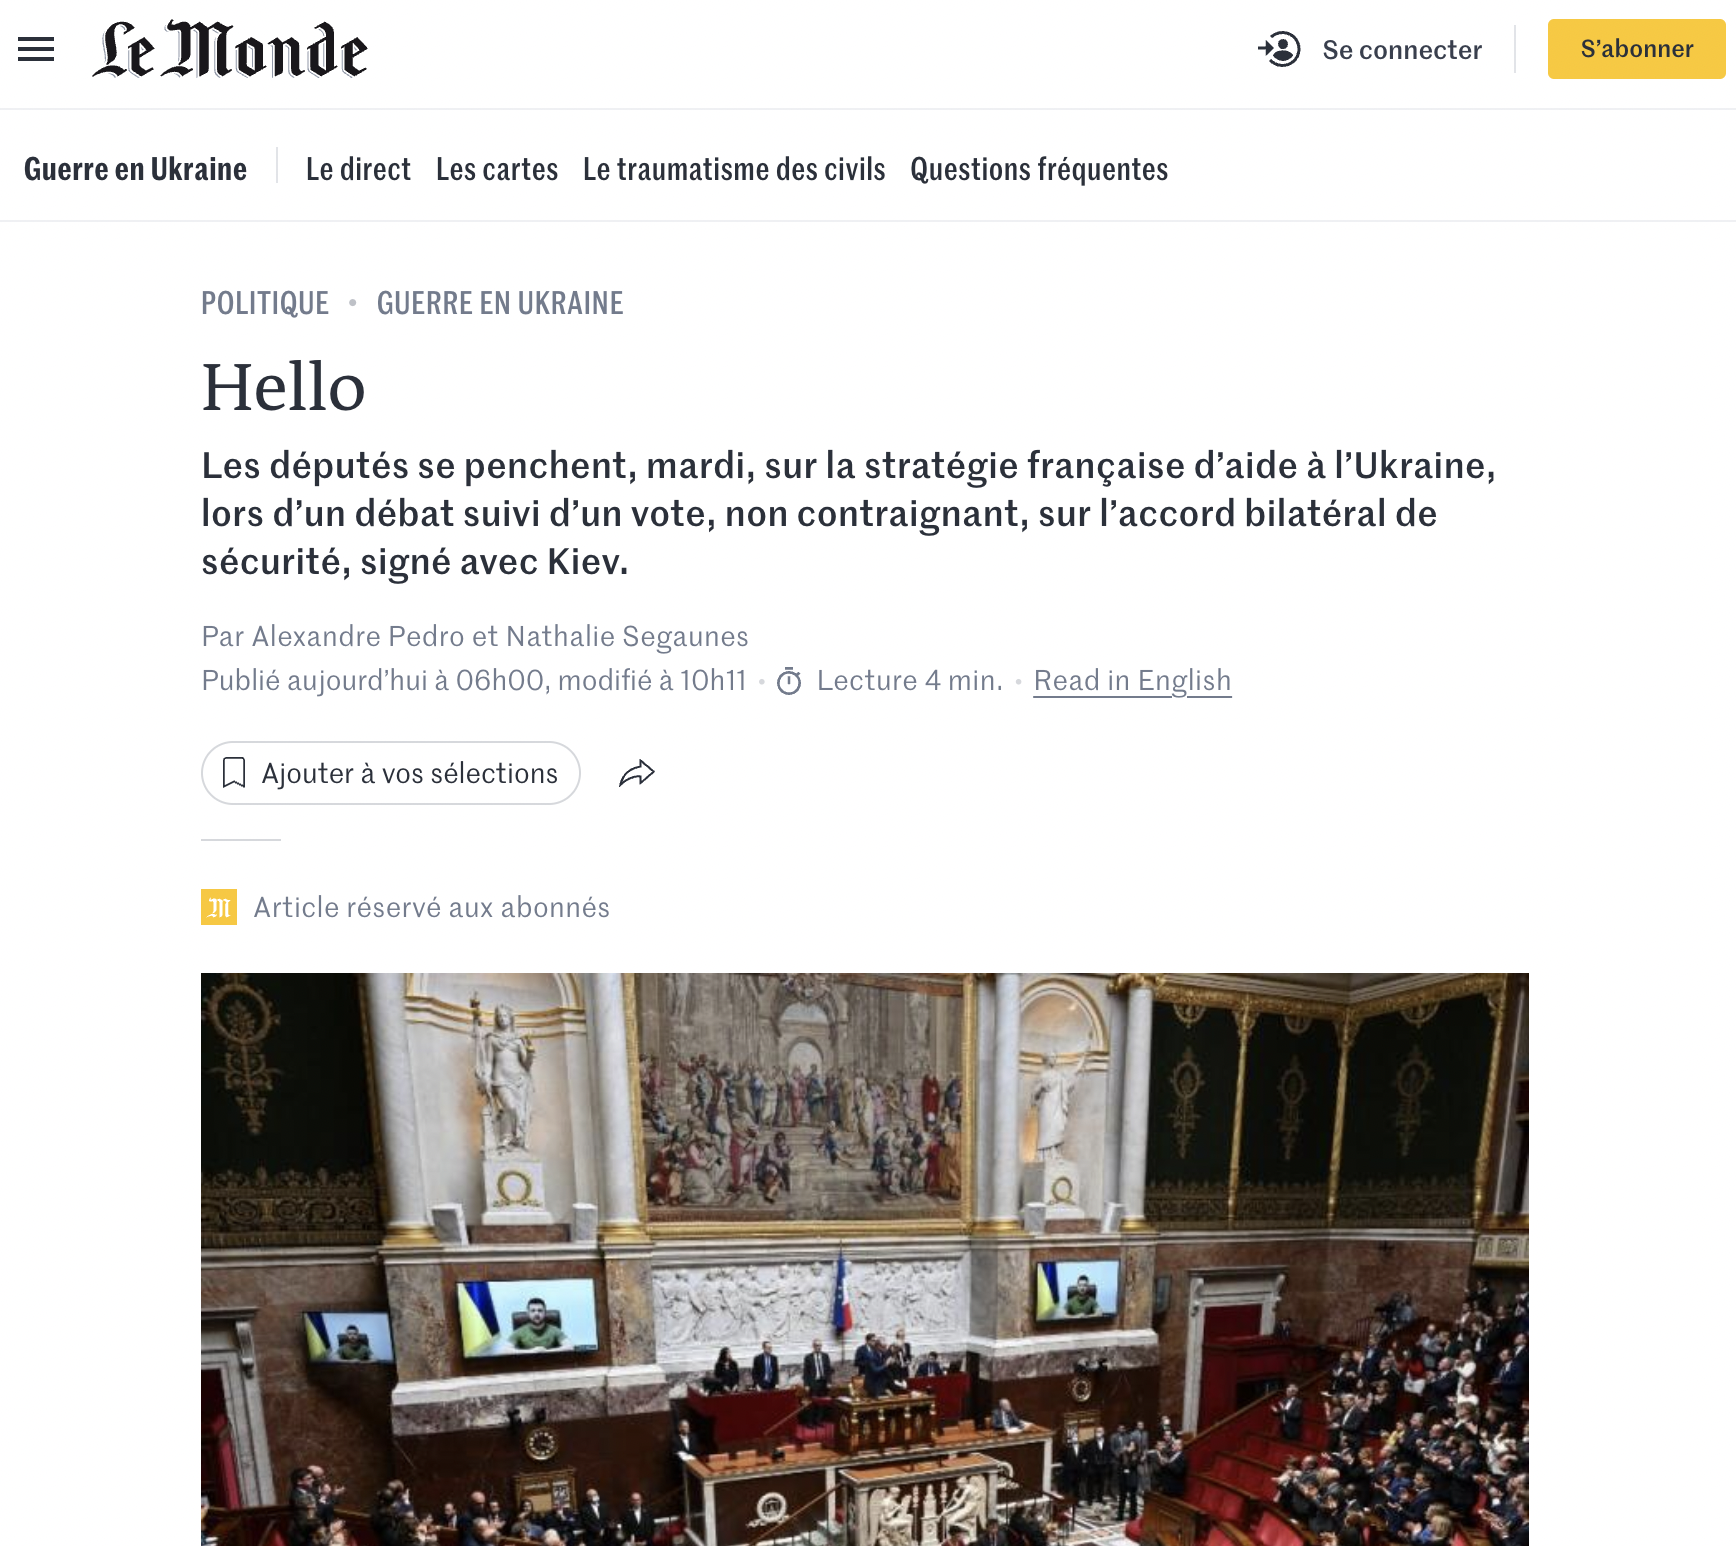 Le Monde
Se connecter
S’abonner
Guerre en Ukraine
Le direct
Les cartes
Le traumatisme des civils
Questions fréquentes
POLITIQUE • GUERRE EN UKRAINE
Hello
Les députés se penchent, mardi, sur la stratégie française d’aide à l’Ukraine,
lors d’un débat suivi d’un vote, non contraignant, sur l’accord bilatéral de
sécurité, signé avec Kiev.
Par Alexandre Pedro et Nathalie Segaunes
Publié aujourd’hui à 06h00, modifié à 10h11 • Lecture 4 min. • Read in English
Ajouter à vos sélections
M Article réservé aux abonnés